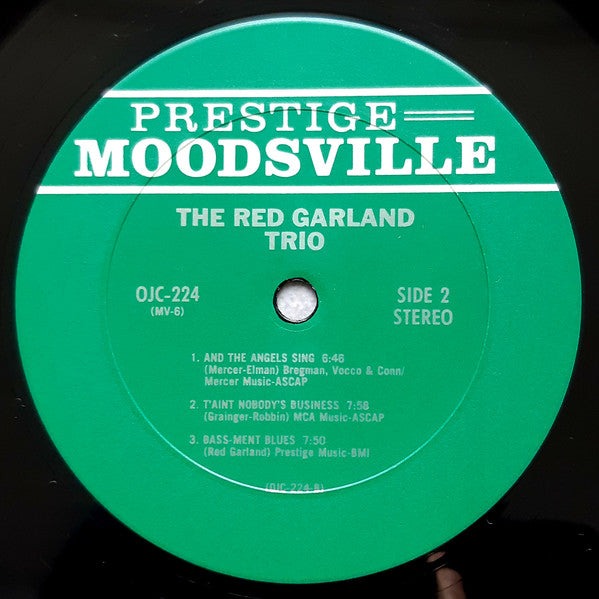 PRESTIGE
MOODSVILLE
THE RED GARLAND
TRIO
OJC-224
(MV-6)
SIDE 2
STEREO
1. AND THE ANGELS SING 6:46
(Mercer-Elman) Bregman, Vocco & Conn/
Mercer Music-ASCAP
2. T'AINT NOBODY'S BUSINESS 7:58
(Grainger-Robbin) MCA Music-ASCAP
3. BASS-MENT BLUES 7:50
(Red Garland) Prestige Music-BMI
(OJC-224-B)